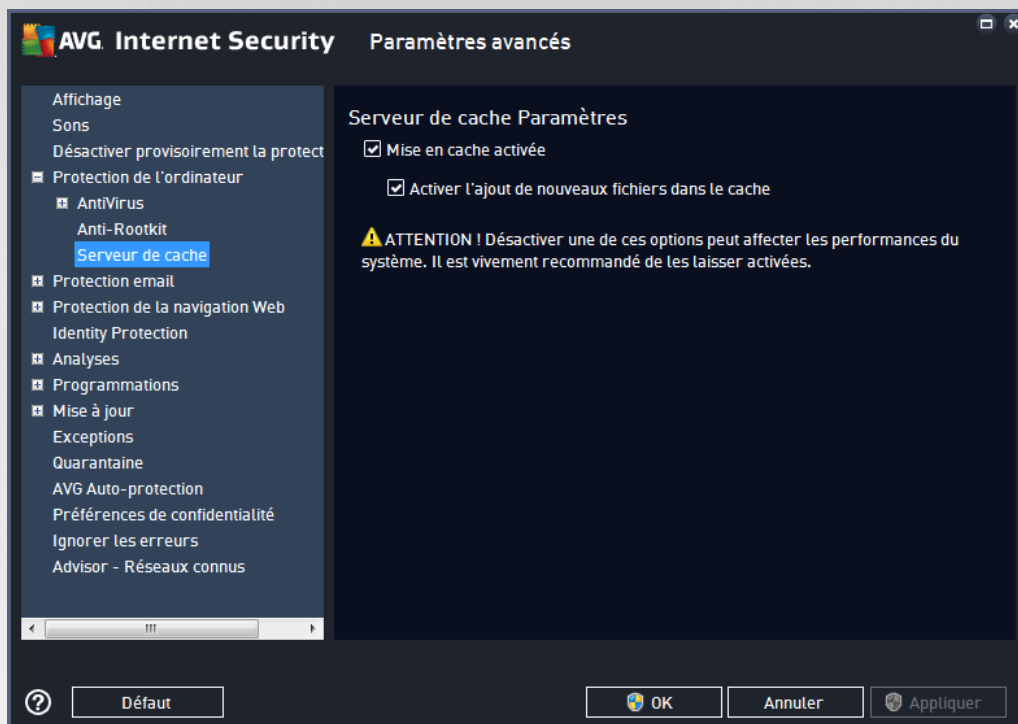 AVG. Internet Security Paramètres avancés
Affichage
Sons
Désactiver provisoirement la protect
Protection de l'ordinateur
AntiVirus
Anti-Rootkit
Serveur de cache
Protection email
Protection de la navigation Web
Identity Protection
Analyses
Programmations
Mise à jour
Exceptions
Quarantaine
AVG Auto-protection
Préférences de confidentialité
Ignorer les erreurs
Advisor - Réseaux connus
Serveur de cache Paramètres
Mise en cache activée
Activer l'ajout de nouveaux fichiers dans le cache
ATTENTION ! Désactiver une de ces options peut affecter les performances du
système. Il est vivement recommandé de les laisser activées.
Défaut
OK
Annuler
Appliquer